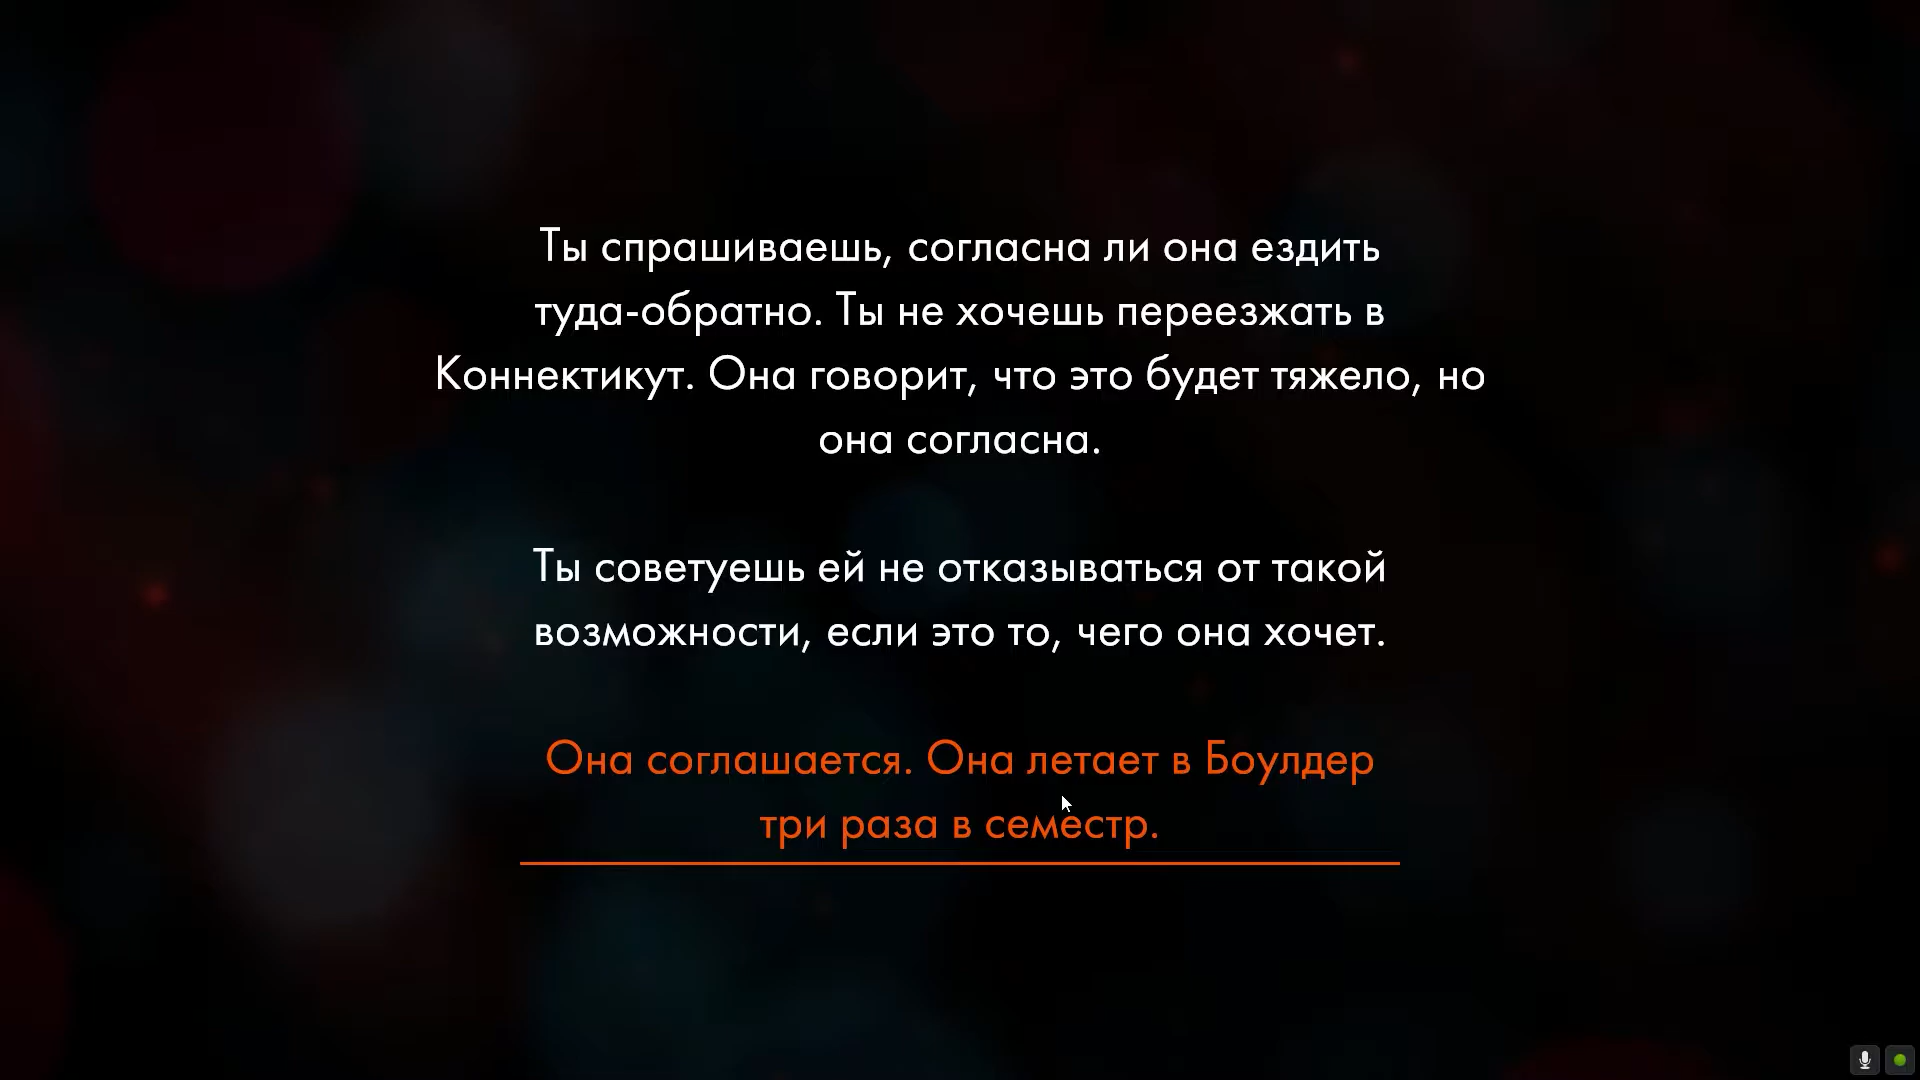 Ты спрашиваешь, согласна ли она ездить
туда-обратно. Ты не хочешь переезжать в
Коннектикут. Она говорит, что это будет тяжело, но
она согласна.
Ты советуешь ей не отказываться от такой
возможности, если это то, чего она хочет.
Она соглашается. Она летает в Боулдер
три раза в семестр.